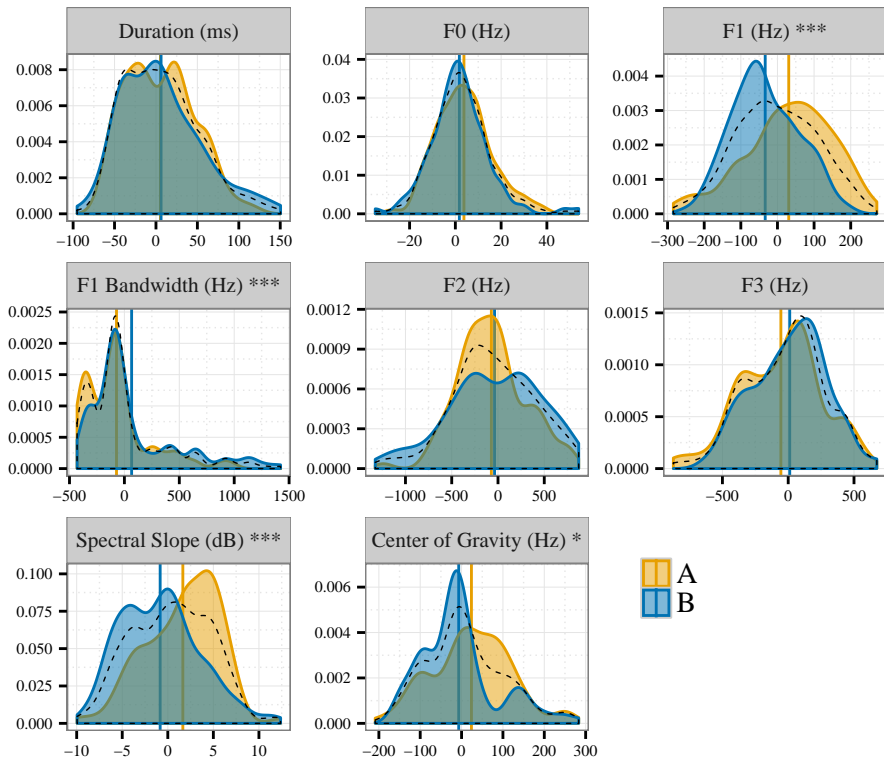 Duration (ms)
F0 (Hz)
F1 (Hz) ***
0.008
0.006
0.004
0.002
0.000
−100 −50 0 50 100 150
0.04
0.03
0.02
0.01
0.00
−20 0 20 40
0.004
0.003
0.002
0.001
0.000
−300 −200 −100 0 100 200
F1 Bandwidth (Hz) ***
F2 (Hz)
F3 (Hz)
0.0025
0.0020
0.0015
0.0010
0.0005
0.0000
−500 0 500 1000 1500
0.0012
0.0009
0.0006
0.0003
0.0000
−1000 −500 0 500
0.0015
0.0010
0.0005
0.0000
−500 0 500
Spectral Slope (dB) ***
Center of Gravity (Hz) *
0.100
0.075
0.050
0.025
0.000
−10 −5 0 5 10
0.006
0.004
0.002
0.000
−200 −100 0 100 200 300
A
B